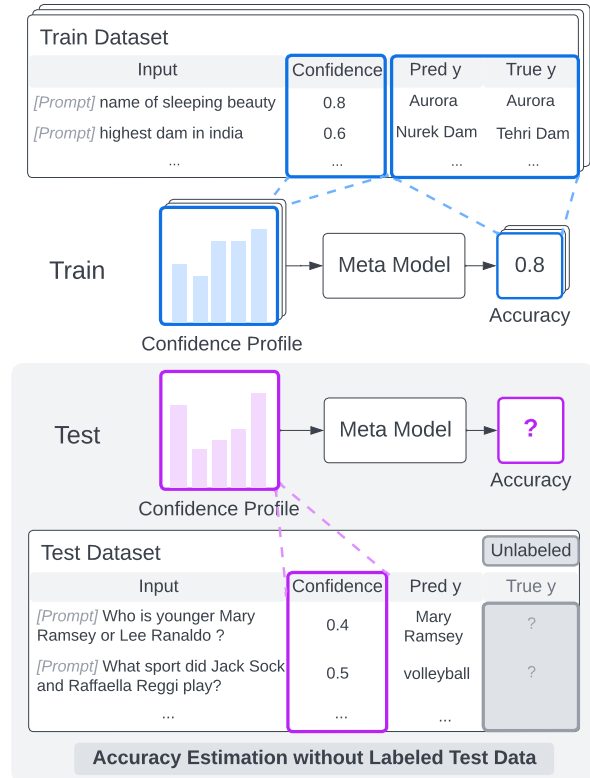 Train Dataset
Input Confidence Pred y True y
[Prompt] name of sleeping beauty 0.8 Aurora Aurora
[Prompt] highest dam in india 0.6 Nurek Dam Tehri Dam
... ... ... ...
Train
Meta Model
0.8
Confidence Profile
Accuracy
Test
Meta Model
?
Confidence Profile
Accuracy
Test Dataset Unlabeled
Input Confidence Pred y True y
[Prompt] Who is younger Mary
Ramsey or Lee Ranaldo ?
0.4
Mary
Ramsey
?
[Prompt] What sport did Jack Sock
and Raffaella Reggi play?
0.5
volleyball
?
... ... ...
Accuracy Estimation without Labeled Test Data